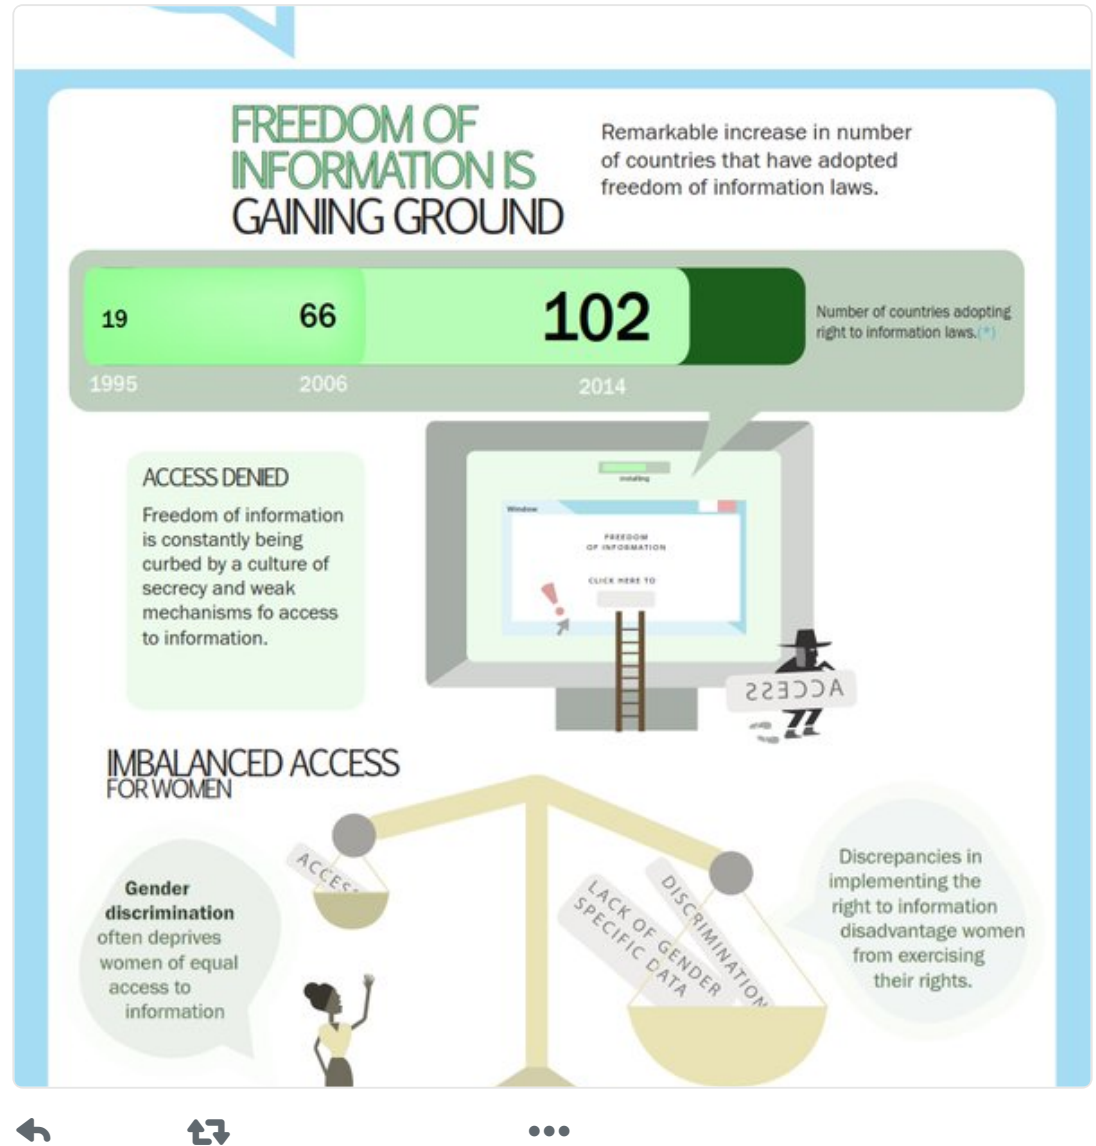 FREEDOM OF
INFORMATION IS
GAINING GROUND
Remarkable increase in number
of countries that have adopted
freedom of information laws.
19
66
102
Number of countries adopting
right to information laws.(*)
1995
2006
2014
ACCESS DENIED
Freedom of information
is constantly being
curbed by a culture of
secrecy and weak
mechanisms fo access
to information.
installing
Window
FREEDOM
OF INFORMATION
CLICK HERE TO
ACCESS
IMBALANCED ACCESS
FOR WOMEN
Gender
discrimination
often deprives
women of equal
access to
information
ACCESS
LACK OF GENDER
SPECIFIC DATA
DISCRIMINATION
Discrepancies in
implementing the
right to information
disadvantage women
from exercising
their rights.